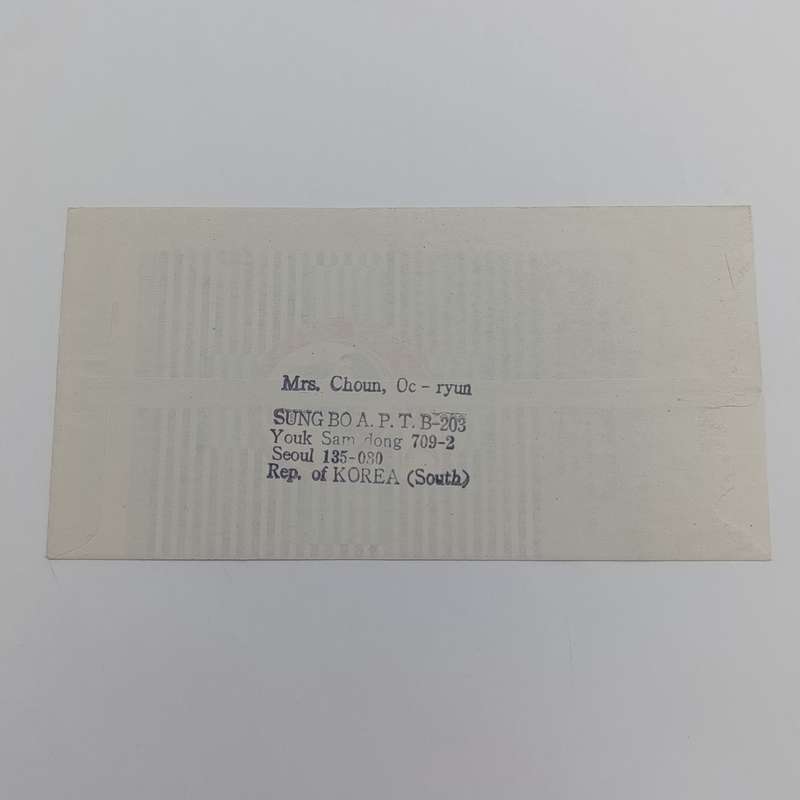 Mrs. Choun, Oc - ryun
SUNG BO A. P. T. B-203
Youk Sam dong 709-2
Seoul 135-080
Rep. of KOREA (South)